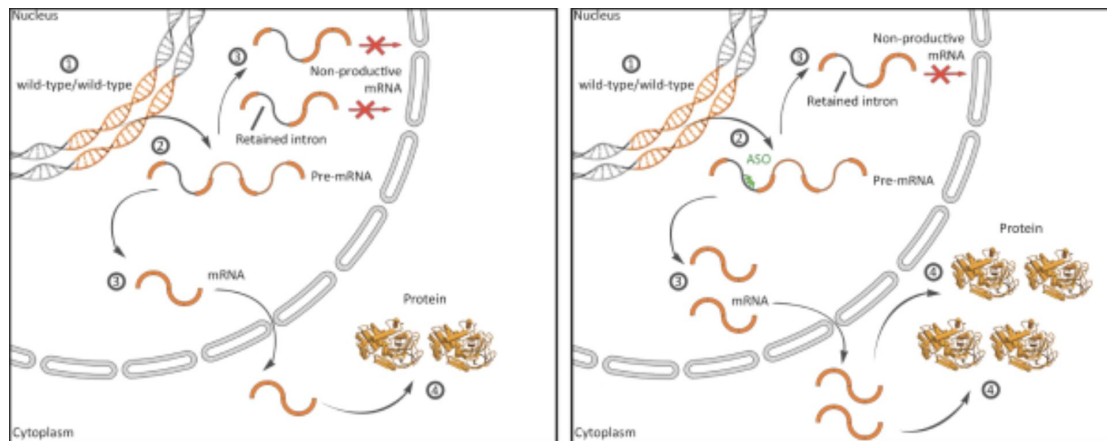 Nucleus
①
wild-type/wild-type
③
Non-productive
mRNA
Retained intron
②
Pre-mRNA
③
mRNA
Protein
④
Cytoplasm
Nucleus
①
wild-type/wild-type
③
Non-productive
mRNA
Retained intron
②
ASO
Pre-mRNA
③
mRNA
Protein
④
④
Cytoplasm